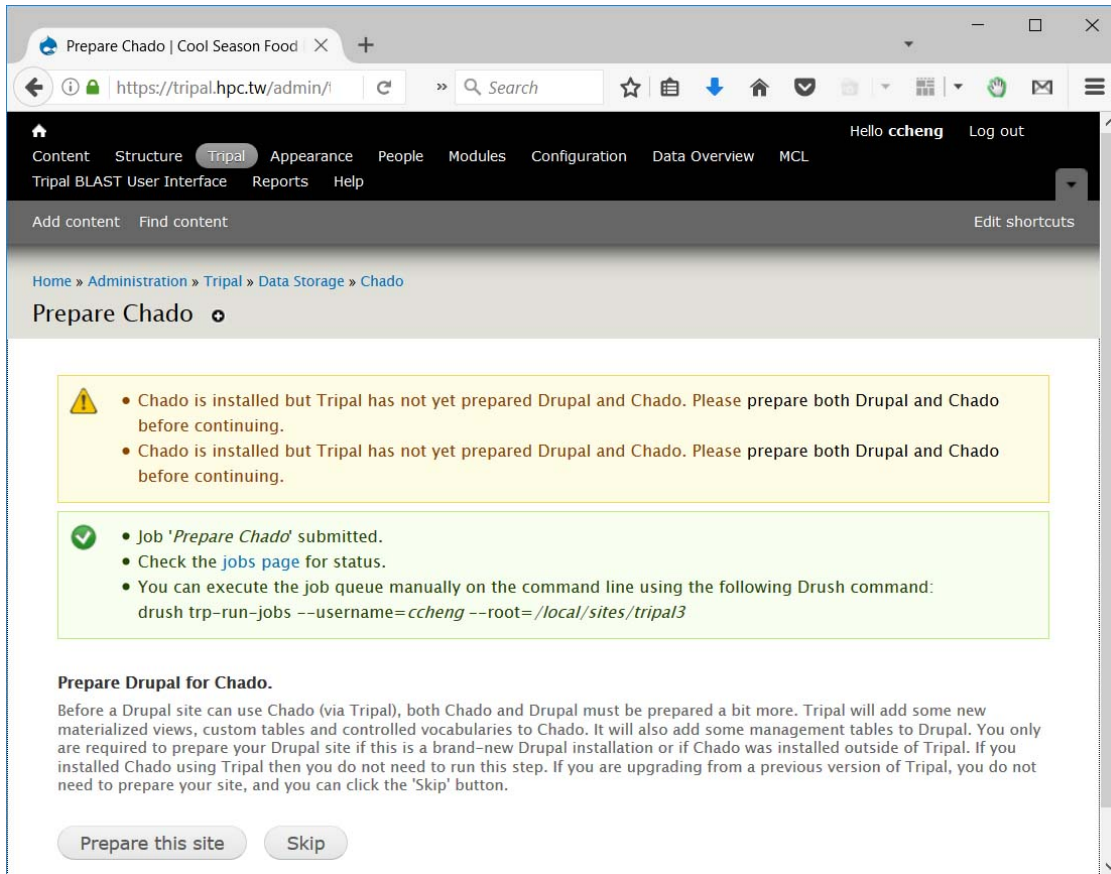 Prepare Chado | Cool Season Food
https://tripal.hpc.tw/admin/
Search
Hello ccheng Log out
Content Structure Tripal Appearance People Modules Configuration Data Overview MCL
Tripal BLAST User Interface Reports Help
Add content Find content Edit shortcuts
Home » Administration » Tripal » Data Storage » Chado
Prepare Chado
• Chado is installed but Tripal has not yet prepared Drupal and Chado. Please prepare both Drupal and Chado
before continuing.
• Chado is installed but Tripal has not yet prepared Drupal and Chado. Please prepare both Drupal and Chado
before continuing.
• Job 'Prepare Chado' submitted.
• Check the jobs page for status.
• You can execute the job queue manually on the command line using the following Drush command:
drush trp-run-jobs --username=ccheng --root=/local/sites/tripal3
Prepare Drupal for Chado.
Before a Drupal site can use Chado (via Tripal), both Chado and Drupal must be prepared a bit more. Tripal will add some new
materialized views, custom tables and controlled vocabularies to Chado. It will also add some management tables to Drupal. You only
are required to prepare your Drupal site if this is a brand-new Drupal installation or if Chado was installed outside of Tripal. If you
installed Chado using Tripal then you do not need to run this step. If you are upgrading from a previous version of Tripal, you do not
need to prepare your site, and you can click the 'Skip' button.
Prepare this site Skip